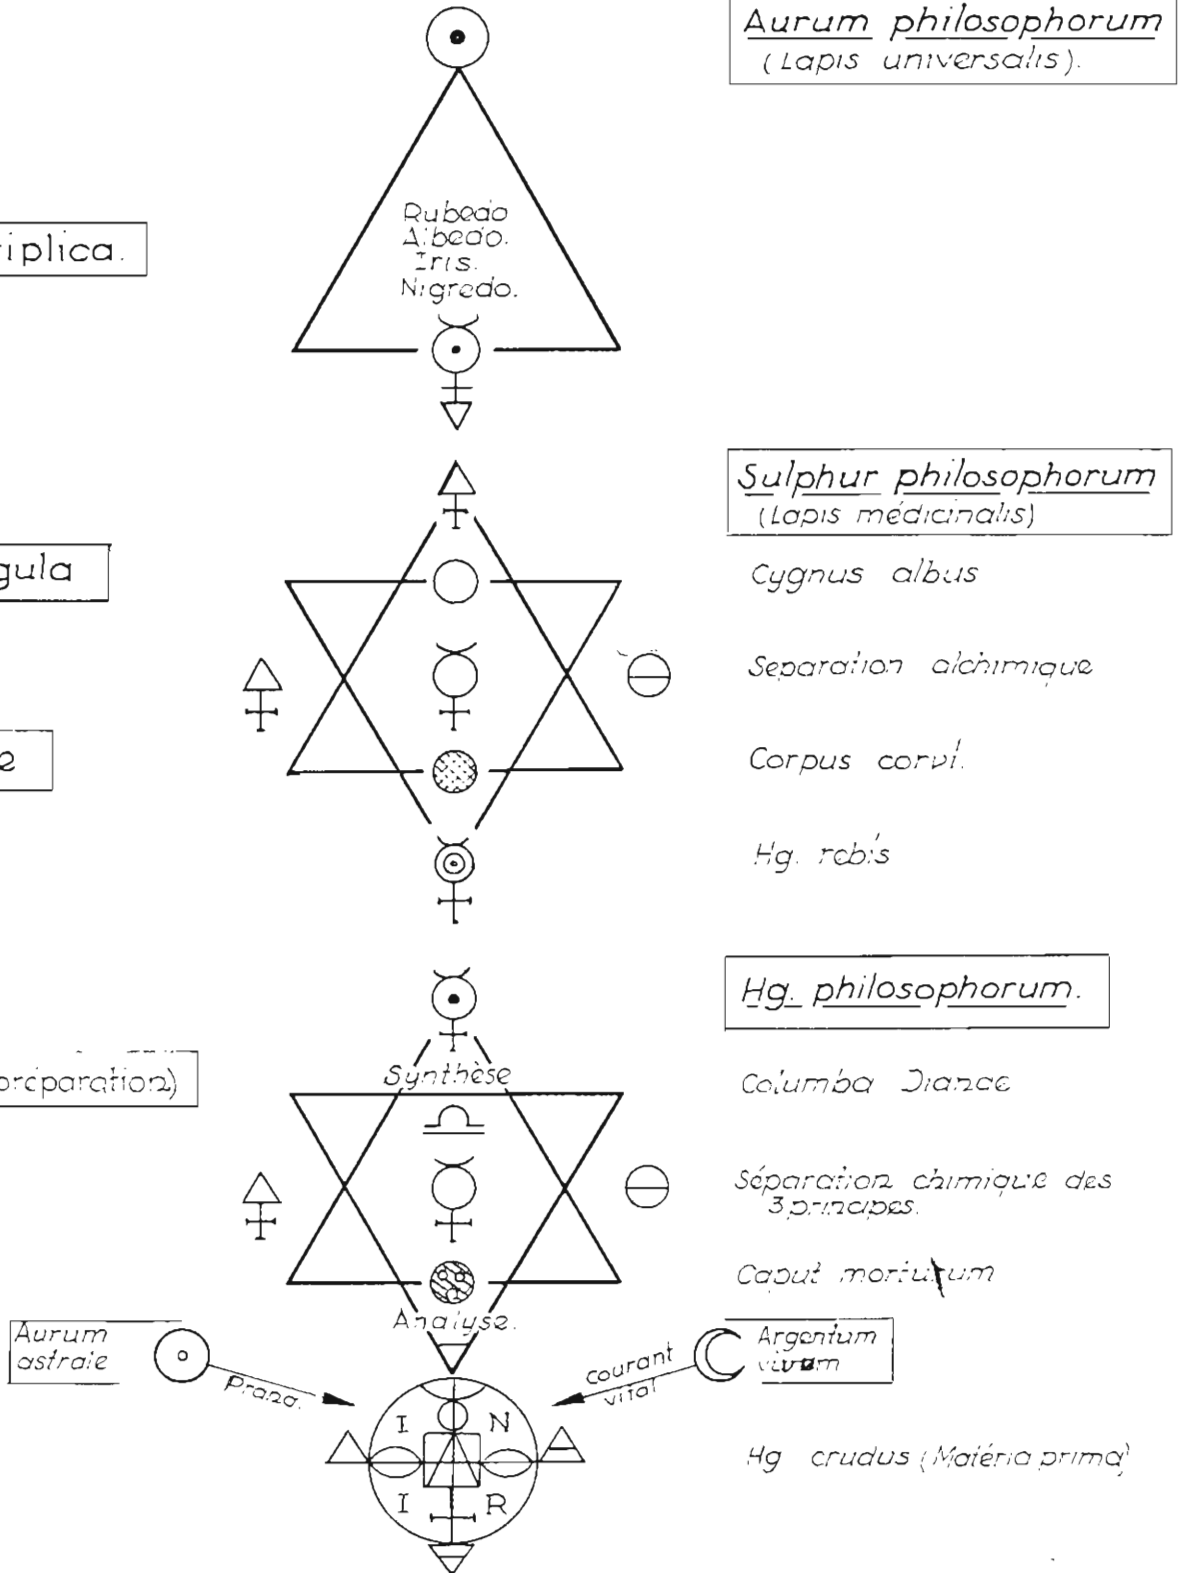 Aurum philosophorum
(Lapis universalis).
Rubedo
Albedo.
Iris.
Nigredo.
iplica.
Sulphur philosophorum
(Lapis médicinalis)
gula
Cygnus albus
Separation alchimique
Corpus corvi.
e
Hg. rebis
Hg. philosophorum.
Synthèse
préparation)
Columba Dianae
Séparation chimique des
3 principes.
Caput mortuum
Analyse.
Aurum
astrale
Prana.
courant
vital
Argentum
vivum
I N
I R
Hg crudus (Matéria prima)